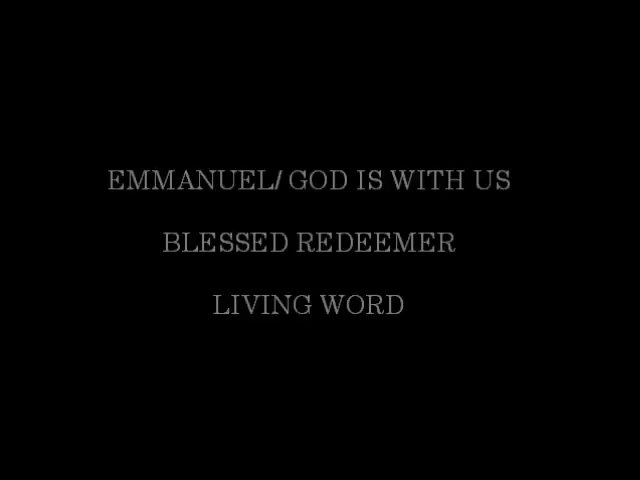 EMMANUEL/ GOD IS WITH US
BLESSED REDEEMER
LIVING WORD